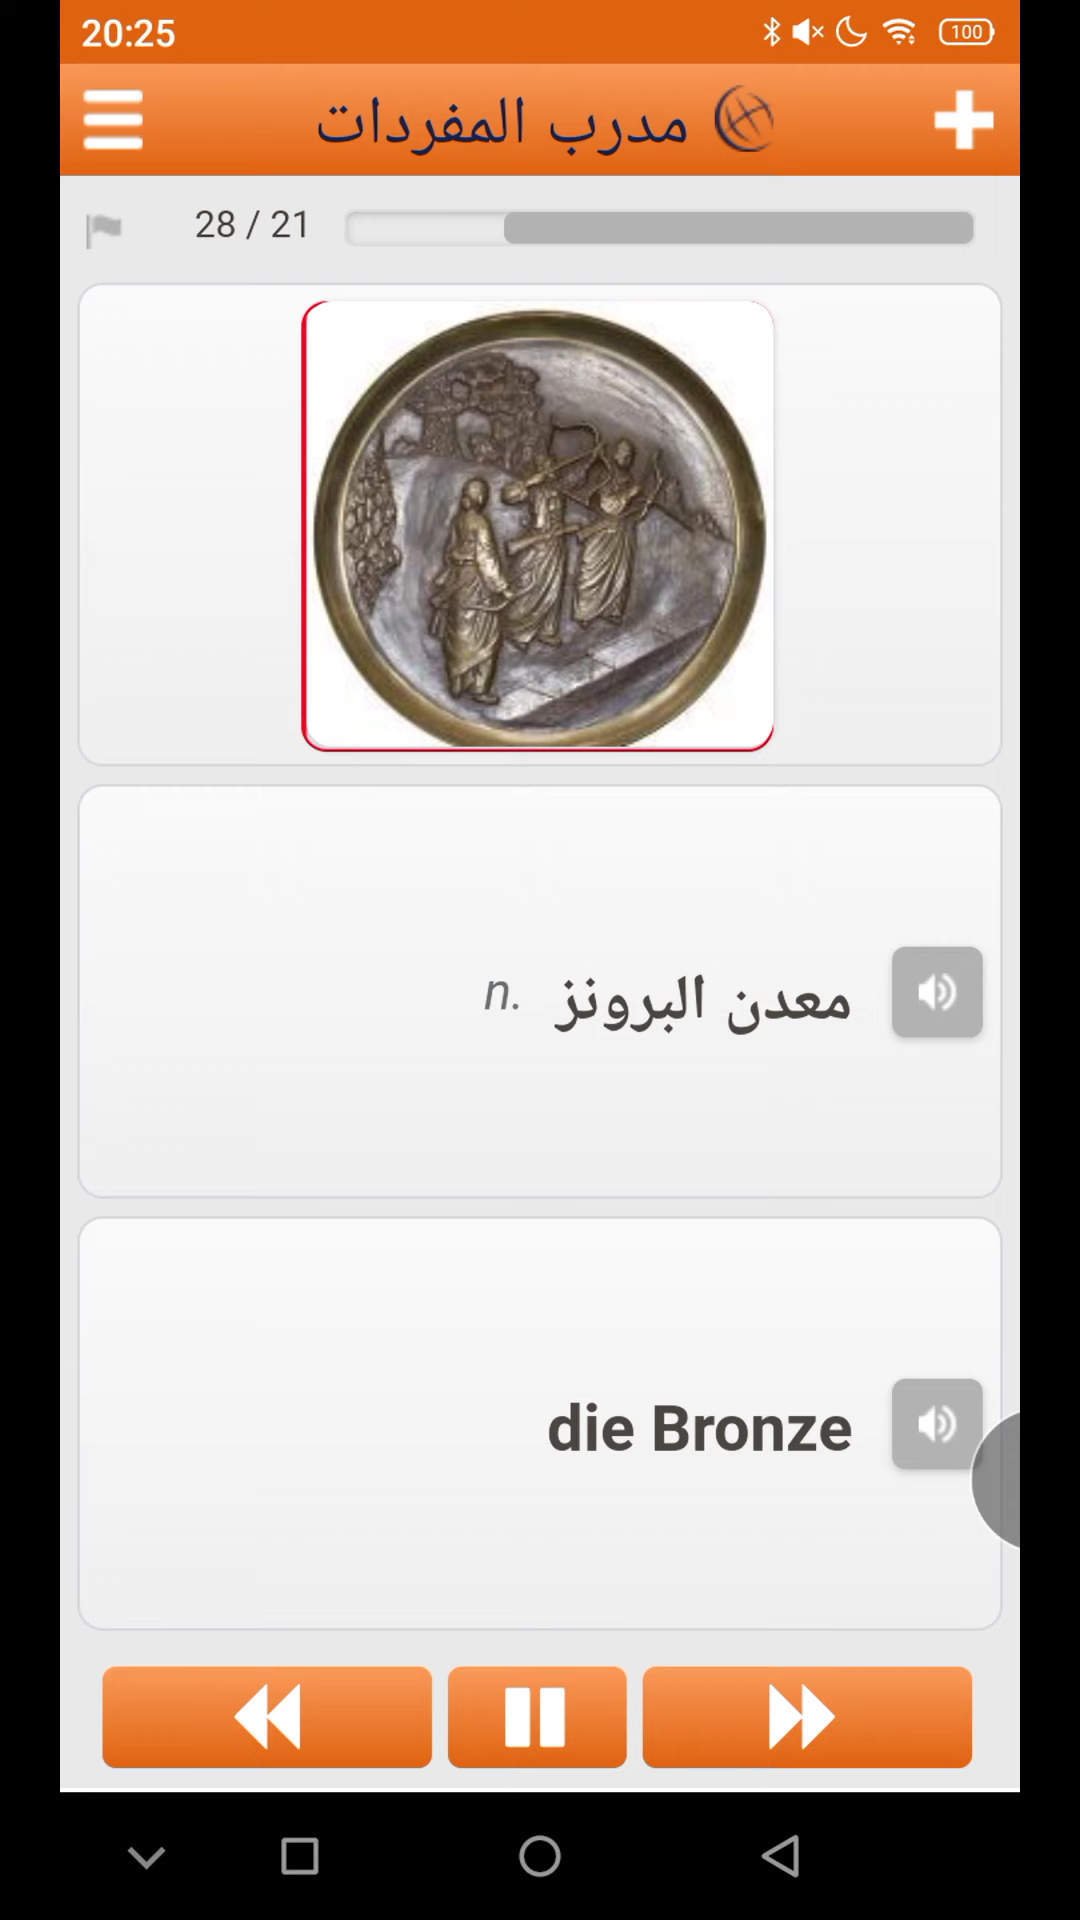 20:25
100
مدرب المفردات
28 / 21
معدن البرونز n.
die Bronze